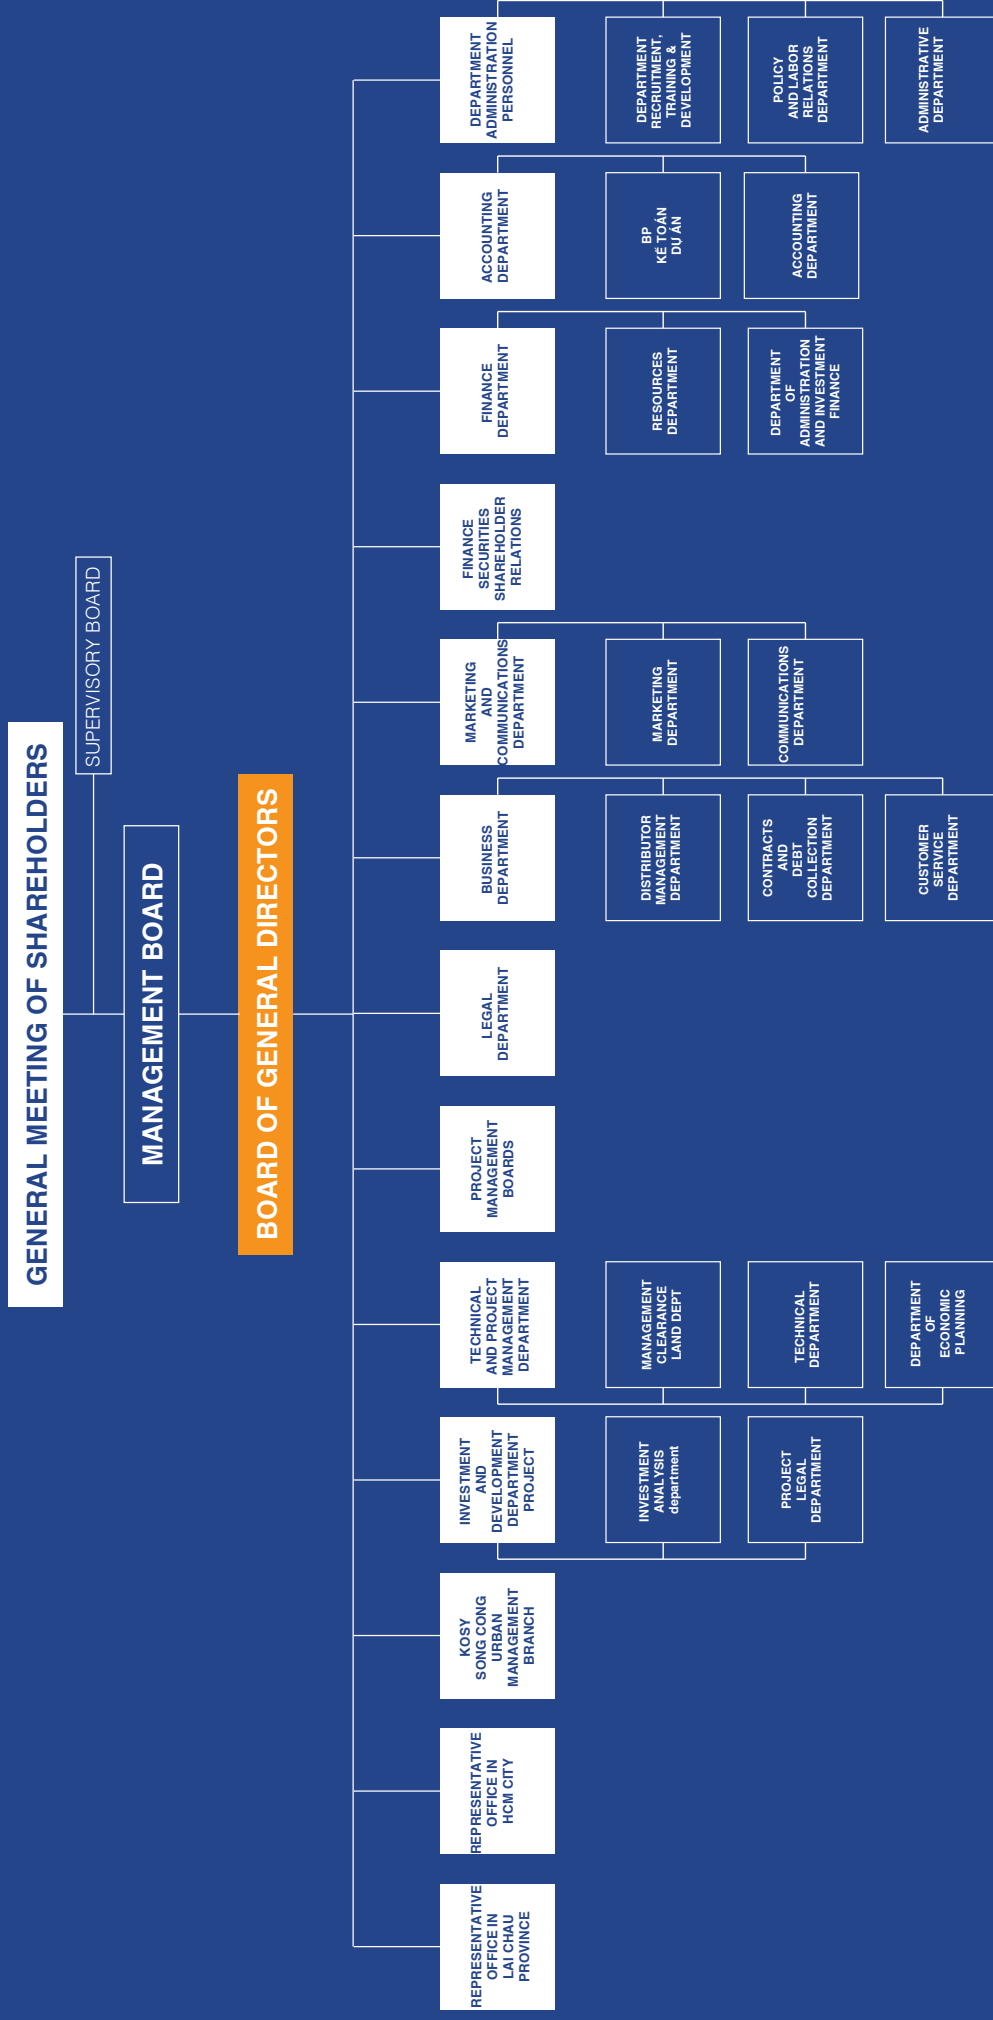 GENERAL MEETING OF SHAREHOLDERS
SUPERVISORY BOARD
MANAGEMENT BOARD
BOARD OF GENERAL DIRECTORS
REPRESENTATIVE
OFFICE IN
LAI CHAU
PROVINCE
REPRESENTATIVE
OFFICE IN
HCM CITY
KOSY
SONG CONG
URBAN
MANAGEMENT
BRANCH
INVESTMENT
AND
DEVELOPMENT
DEPARTMENT
PROJECT
TECHNICAL
AND PROJECT
MANAGEMENT
DEPARTMENT
PROJECT
MANAGEMENT
BOARDS
LEGAL
DEPARTMENT
BUSINESS
DEPARTMENT
MARKETING
AND
COMMUNICATIONS
DEPARTMENT
FINANCE
SECURITIES
SHAREHOLDER
RELATIONS
FINANCE
DEPARTMENT
ACCOUNTING
DEPARTMENT
DEPARTMENT
ADMINISTRATION
PERSONNEL
INVESTMENT
ANALYSIS
department
MANAGEMENT
CLEARANCE
LAND DEPT
DISTRIBUTOR
MANAGEMENT
DEPARTMENT
MARKETING
DEPARTMENT
RESOURCES
DEPARTMENT
BP
KẾ TOÁN
DỰ ÁN
DEPARTMENT
RECRUITMENT,
TRAINING &
DEVELOPMENT
PROJECT
LEGAL
DEPARTMENT
TECHNICAL
DEPARTMENT
CONTRACTS
AND
DEBT
COLLECTION
DEPARTMENT
COMMUNICATIONS
DEPARTMENT
DEPARTMENT
OF
ADMINISTRATION
AND INVESTMENT
FINANCE
ACCOUNTING
DEPARTMENT
POLICY
AND LABOR
RELATIONS
DEPARTMENT
DEPARTMENT
OF
ECONOMIC
PLANNING
CUSTOMER
SERVICE
DEPARTMENT
ADMINISTRATIVE
DEPARTMENT